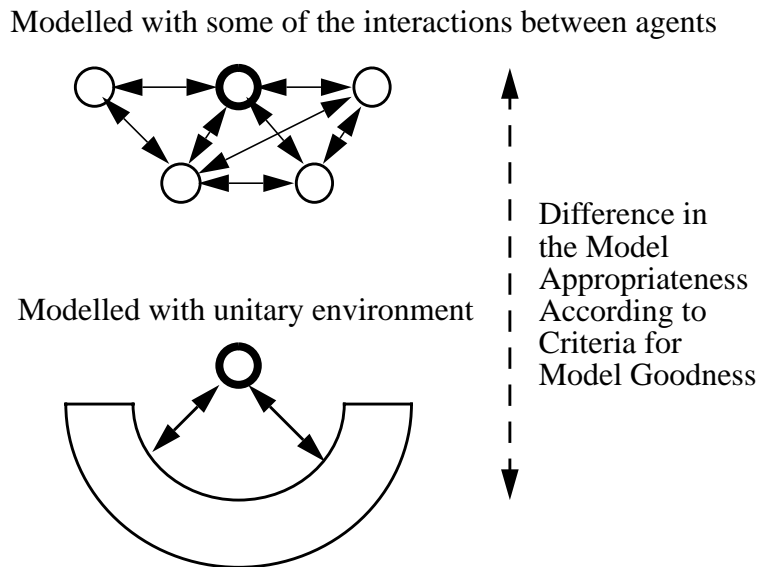 Modelled with some of the interactions between agents
Difference in
the Model
Appropriateness
According to
Criteria for
Model Goodness
Modelled with unitary environment